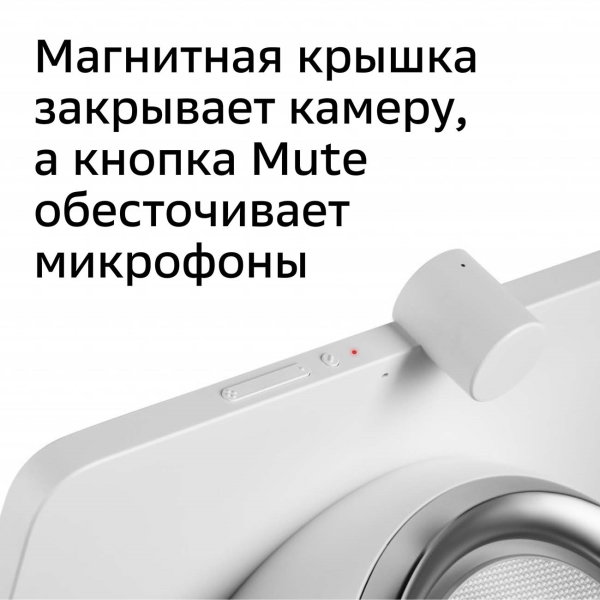 Магнитная крышка
закрывает камеру,
а кнопка Mute
обесточивает
микрофоны